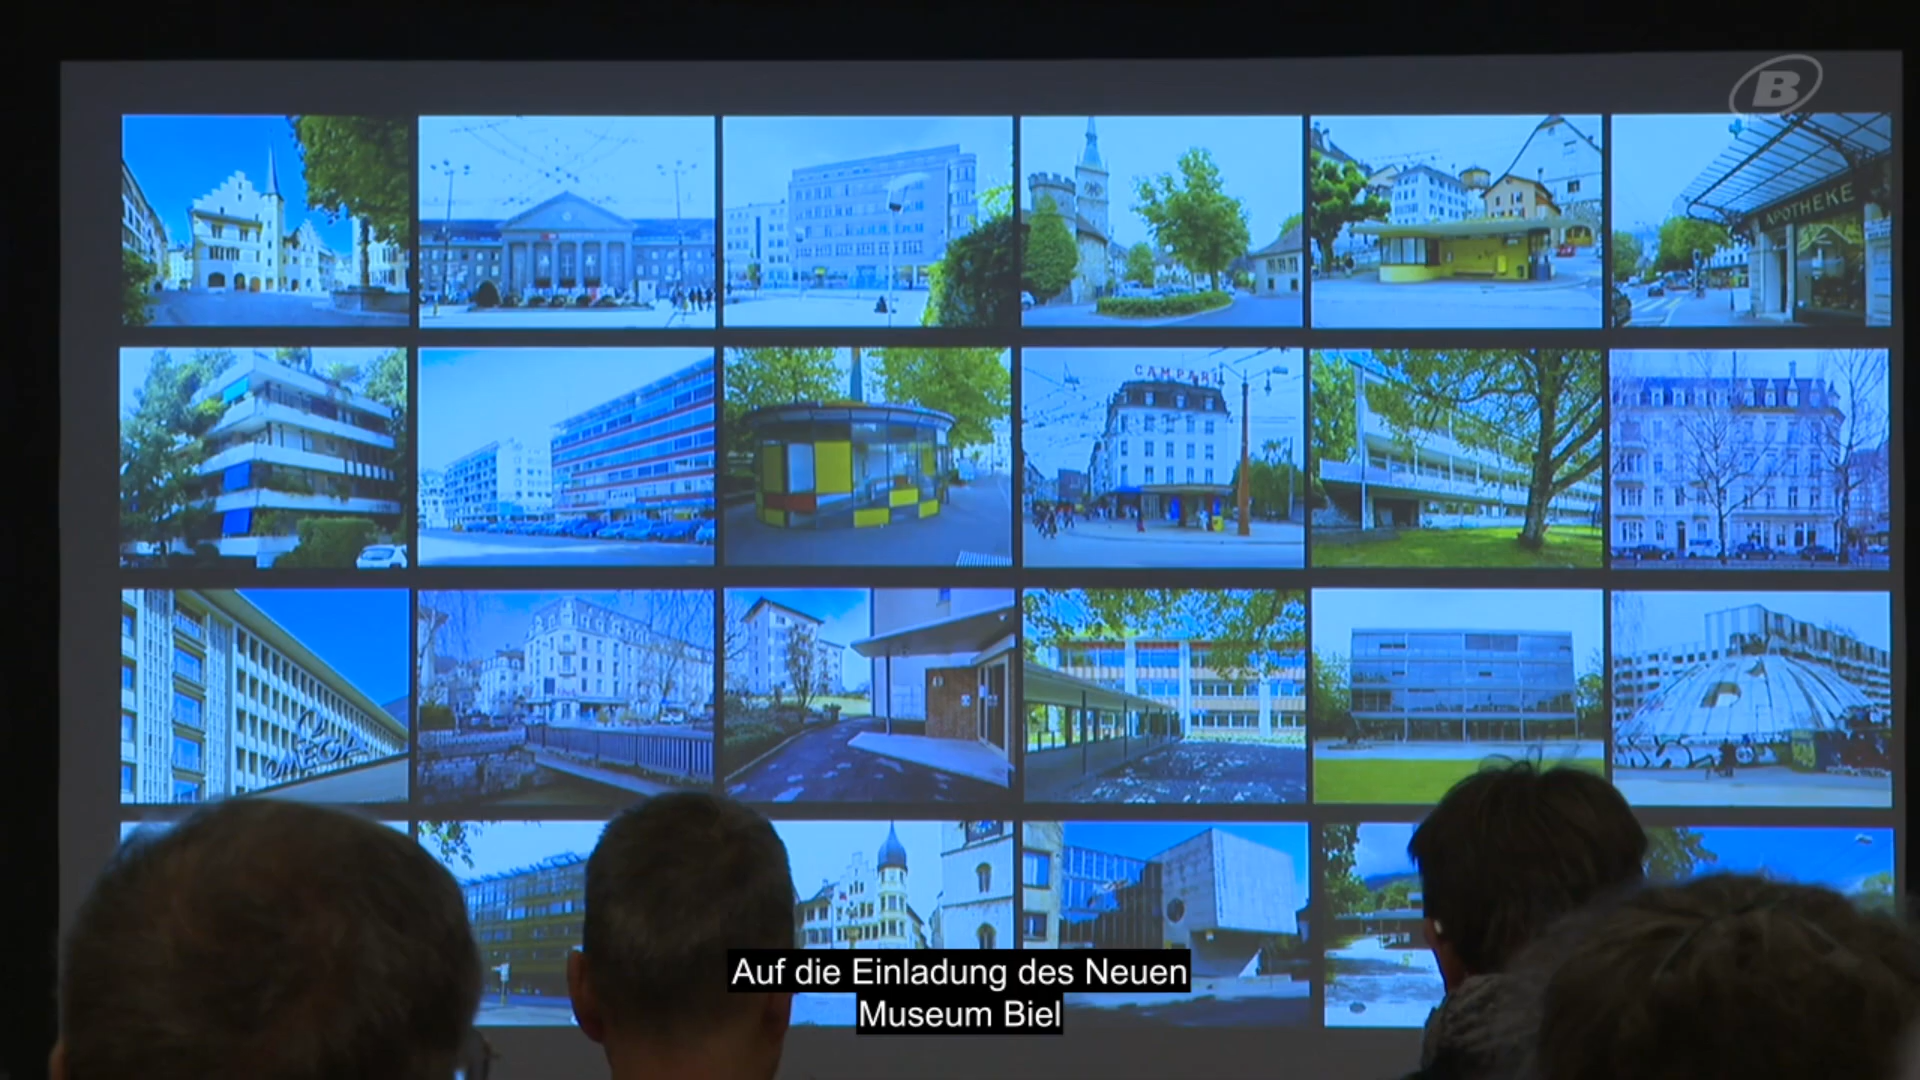 B
APOTHEKE
CAMPARI
OMEGA
Auf die Einladung des Neuen
Museum Biel